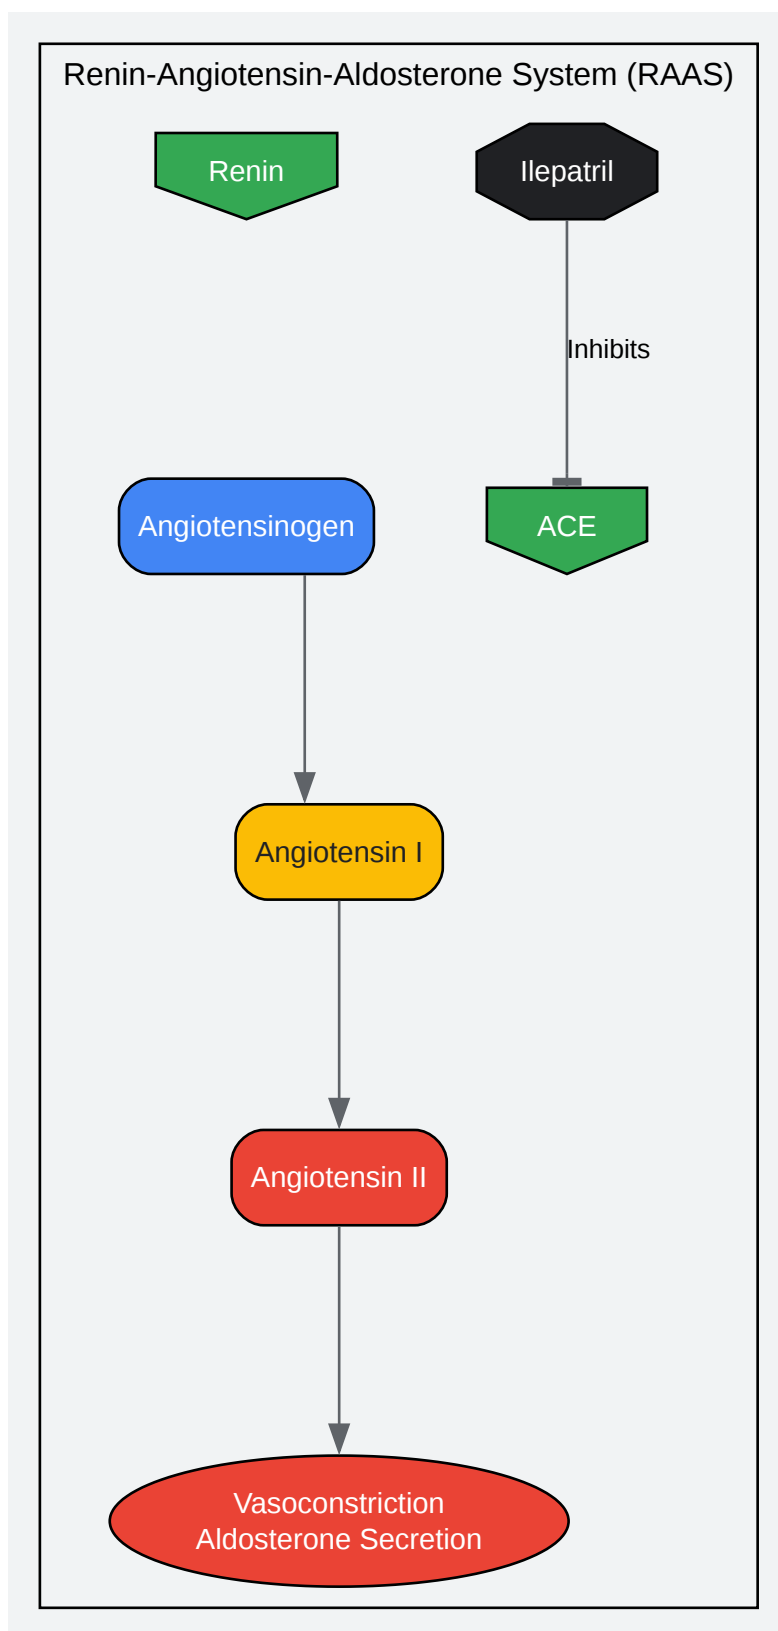 Renin-Angiotensin-Aldosterone System (RAAS)
Renin
Ilepatril
Inhibits
Angiotensinogen
ACE
Angiotensin I
Angiotensin II
Vasoconstriction
Aldosterone Secretion